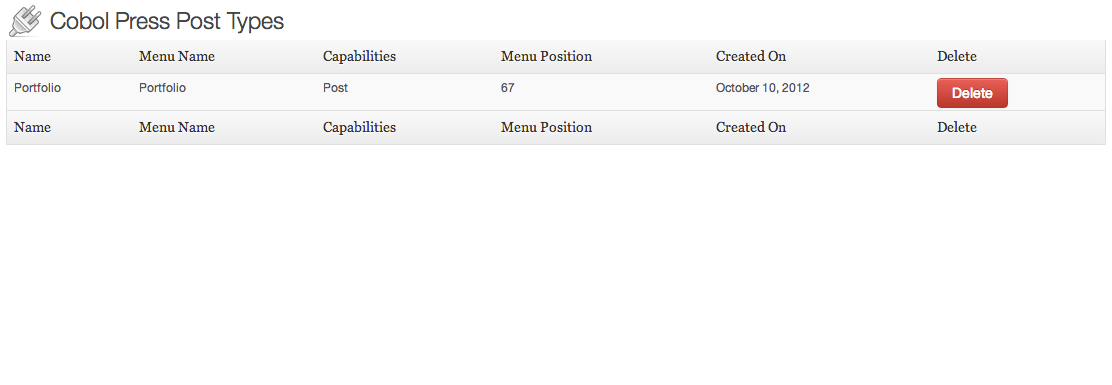 Cobol Press Post Types
Name Menu Name Capabilities Menu Position Created On Delete
Portfolio Portfolio Post 67 October 10, 2012 Delete
Name Menu Name Capabilities Menu Position Created On Delete